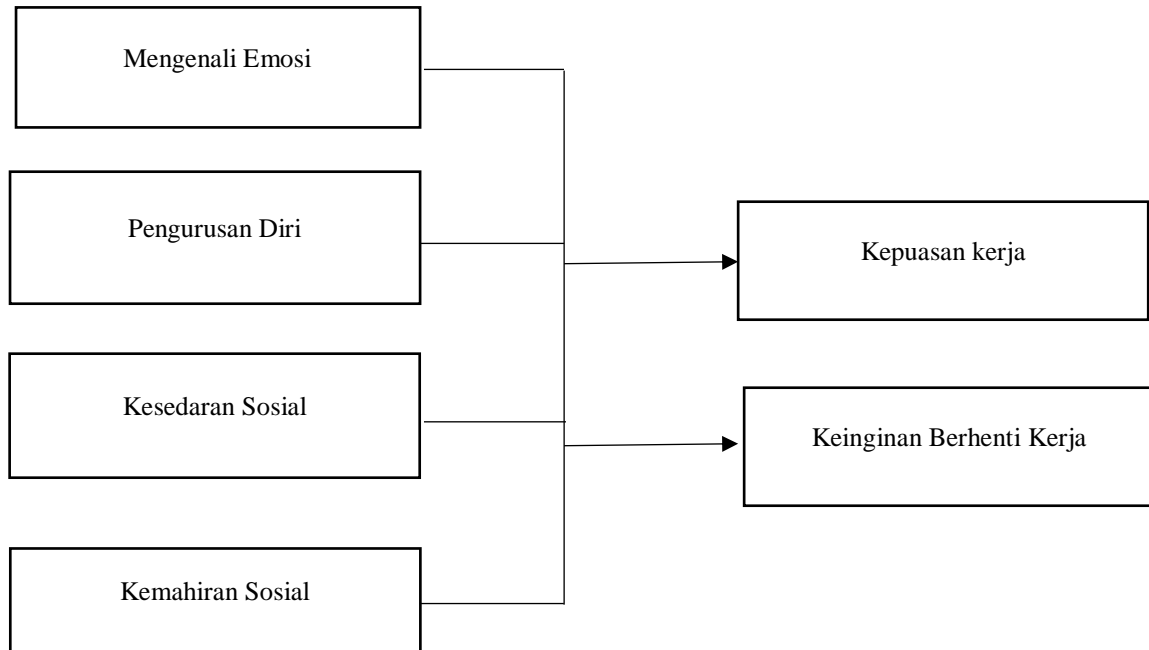 Mengenali Emosi
Pengurusan Diri
Kesedaran Sosial
Kemahiran Sosial
Kepuasan kerja
Keinginan Berhenti Kerja